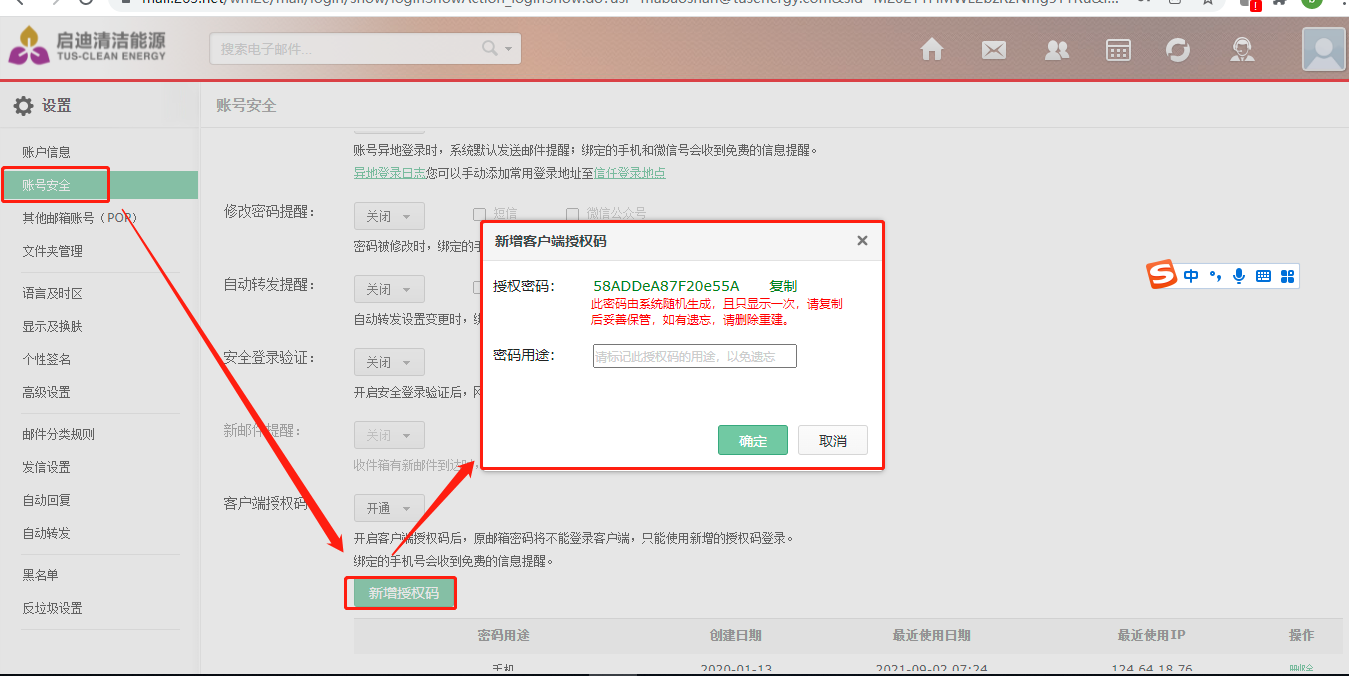 启迪清洁能源
TUS-CLEAN ENERGY
搜索电子邮件...
设置
账号安全
账户信息
账号安全
其他邮箱账号（POP）
文件夹管理
语言及时区
显示及换肤
个性签名
高级设置
邮件分类规则
发信设置
自动回复
自动转发
黑名单
反垃圾设置
账号异地登录时，系统默认发送邮件提醒；绑定的手机和微信号会收到免费的信息提醒。
异地登录日志您可以手动添加常用登录地址至信任登录地点
修改密码提醒： 关闭 短信 微信公众号
密码被修改时，绑定的手
自动转发提醒： 关闭
自动转发设置变更时，绑
安全登录验证： 关闭
开启安全登录验证后，网
新邮件提醒： 关闭
收件箱有新邮件到达时，
客户端授权码 开通
开启客户端授权码后，原邮箱密码将不能登录客户端，只能使用新增的授权码登录。
绑定的手机号会收到免费的信息提醒。
新增授权码
密码用途 创建日期 最近使用日期 最近使用IP 操作
手机 2020-01-13 2021-09-02 07:24 124.64.18.76 删除
新增客户端授权码
授权密码： 58ADDeA87F20e55A 复制
此密码由系统随机生成，且只显示一次，请复制
后妥善保管，如有遗忘，请删除重建。
密码用途： 请标记此授权码的用途，以免遗忘
确定 取消
中